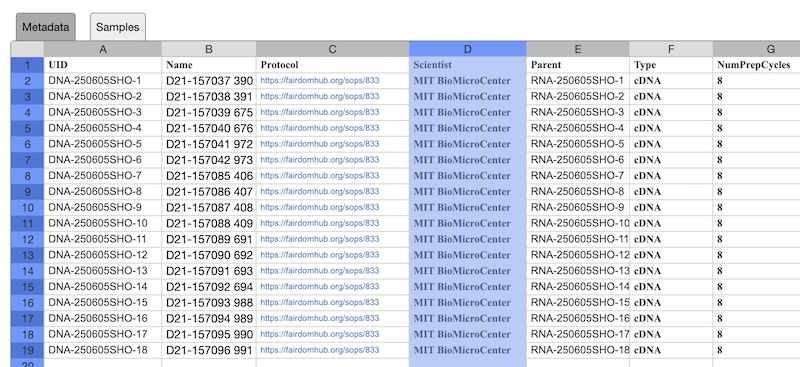 Metadata Samples
A B C D E F G
1 UID Name Protocol Scientist Parent Type NumPrepCycles
2 DNA-250605SHO-1 D21-157037 390 https://fairdomhub.org/sops/833 MIT BioMicroCenter RNA-250605SHO-1 cDNA 8
3 DNA-250605SHO-2 D21-157038 391 https://fairdomhub.org/sops/833 MIT BioMicroCenter RNA-250605SHO-2 cDNA 8
4 DNA-250605SHO-3 D21-157039 675 https://fairdomhub.org/sops/833 MIT BioMicroCenter RNA-250605SHO-3 cDNA 8
5 DNA-250605SHO-4 D21-157040 676 https://fairdomhub.org/sops/833 MIT BioMicroCenter RNA-250605SHO-4 cDNA 8
6 DNA-250605SHO-5 D21-157041 972 https://fairdomhub.org/sops/833 MIT BioMicroCenter RNA-250605SHO-5 cDNA 8
7 DNA-250605SHO-6 D21-157042 973 https://fairdomhub.org/sops/833 MIT BioMicroCenter RNA-250605SHO-6 cDNA 8
8 DNA-250605SHO-7 D21-157085 406 https://fairdomhub.org/sops/833 MIT BioMicroCenter RNA-250605SHO-7 cDNA 8
9 DNA-250605SHO-8 D21-157086 407 https://fairdomhub.org/sops/833 MIT BioMicroCenter RNA-250605SHO-8 cDNA 8
10 DNA-250605SHO-9 D21-157087 408 https://fairdomhub.org/sops/833 MIT BioMicroCenter RNA-250605SHO-9 cDNA 8
11 DNA-250605SHO-10 D21-157088 409 https://fairdomhub.org/sops/833 MIT BioMicroCenter RNA-250605SHO-10 cDNA 8
12 DNA-250605SHO-11 D21-157089 691 https://fairdomhub.org/sops/833 MIT BioMicroCenter RNA-250605SHO-11 cDNA 8
13 DNA-250605SHO-12 D21-157090 692 https://fairdomhub.org/sops/833 MIT BioMicroCenter RNA-250605SHO-12 cDNA 8
14 DNA-250605SHO-13 D21-157091 693 https://fairdomhub.org/sops/833 MIT BioMicroCenter RNA-250605SHO-13 cDNA 8
15 DNA-250605SHO-14 D21-157092 694 https://fairdomhub.org/sops/833 MIT BioMicroCenter RNA-250605SHO-14 cDNA 8
16 DNA-250605SHO-15 D21-157093 988 https://fairdomhub.org/sops/833 MIT BioMicroCenter RNA-250605SHO-15 cDNA 8
17 DNA-250605SHO-16 D21-157094 989 https://fairdomhub.org/sops/833 MIT BioMicroCenter RNA-250605SHO-16 cDNA 8
18 DNA-250605SHO-17 D21-157095 990 https://fairdomhub.org/sops/833 MIT BioMicroCenter RNA-250605SHO-17 cDNA 8
19 DNA-250605SHO-18 D21-157096 991 https://fairdomhub.org/sops/833 MIT BioMicroCenter RNA-250605SHO-18 cDNA 8
20